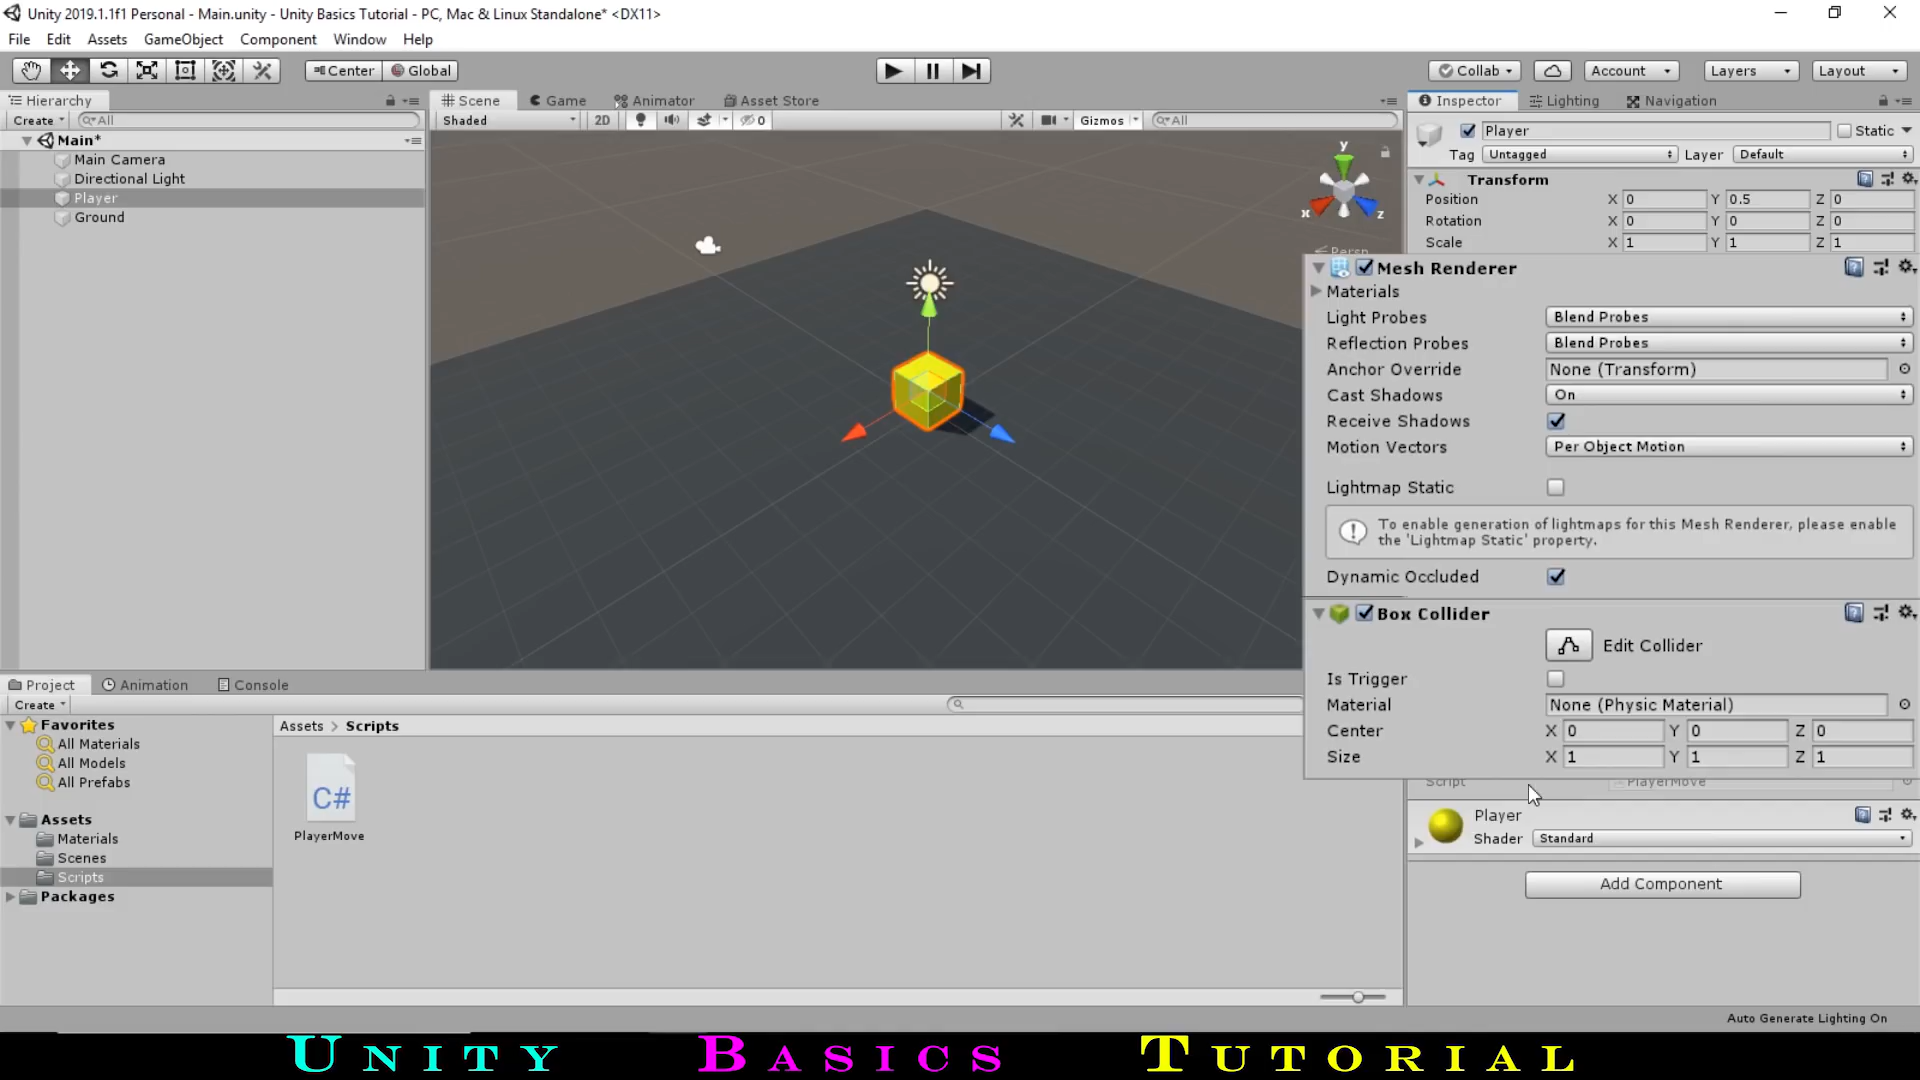 Unity 2019.1.1f1 Personal - Main.unity - Unity Basics Tutorial - PC, Mac & Linux Standalone* <DX11>
File Edit Assets GameObject Component Window Help
Center Global Collab Account Layers Layout
Hierarchy Scene Game Animator Asset Store Inspector Lighting Navigation
Create All Shaded 2D 0 Gizmos All
Player Static
Tag Untagged Layer Default
Main*
Main Camera
Directional Light
Player
Ground
y
x z
Persp
Transform
Position X 0 Y 0.5 Z 0
Rotation X 0 Y 0 Z 0
Scale X 1 Y 1 Z 1
Mesh Renderer
Materials
Light Probes Blend Probes
Reflection Probes Blend Probes
Anchor Override None (Transform)
Cast Shadows On
Receive Shadows
Motion Vectors Per Object Motion
Lightmap Static
To enable generation of lightmaps for this Mesh Renderer, please enable
the 'Lightmap Static' property.
Dynamic Occluded
Box Collider
Edit Collider
Is Trigger
Material None (Physic Material)
Center X 0 Y 0 Z 0
Size X 1 Y 1 Z 1
Script PlayerMove
Player
Shader Standard
Add Component
Project Animation Console
Create
Favorites
All Materials
All Models
All Prefabs
Assets
Materials
Scenes
Scripts
Packages
Assets > Scripts
C#
PlayerMove
Auto Generate Lighting On
UNITY BASICS TUTORIAL